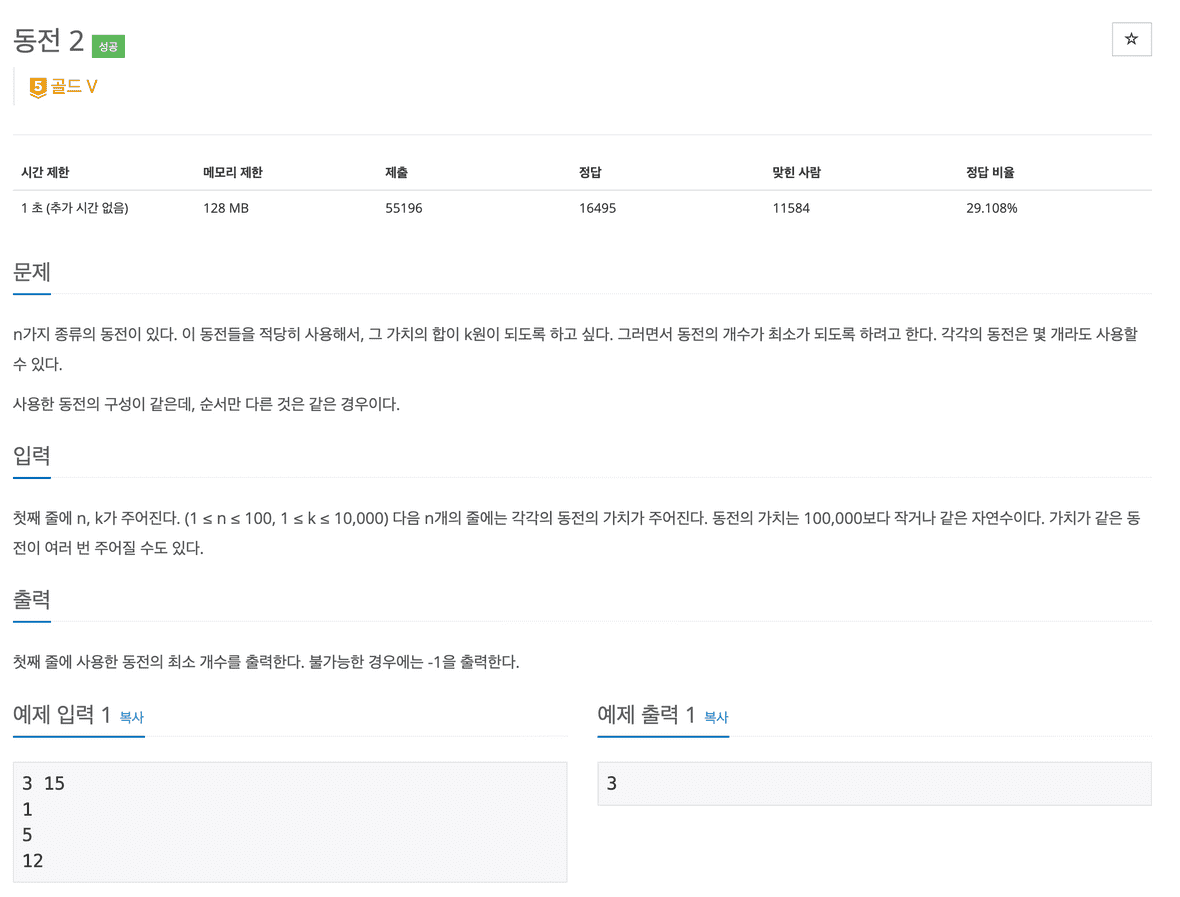 동전 2 성공
☆
5 골드 V
시간 제한 메모리 제한 제출 정답 맞힌 사람 정답 비율
1 초 (추가 시간 없음) 128 MB 55196 16495 11584 29.108%
문제
n가지 종류의 동전이 있다. 이 동전들을 적당히 사용해서, 그 가치의 합이 k원이 되도록 하고 싶다. 그러면서 동전의 개수가 최소가 되도록 하려고 한다. 각각의 동전은 몇 개라도 사용할
수 있다.
사용한 동전의 구성이 같은데, 순서만 다른 것은 같은 경우이다.
입력
첫째 줄에 n, k가 주어진다. (1 ≤ n ≤ 100, 1 ≤ k ≤ 10,000) 다음 n개의 줄에는 각각의 동전의 가치가 주어진다. 동전의 가치는 100,000보다 작거나 같은 자연수이다. 가치가 같은 동
전이 여러 번 주어질 수도 있다.
출력
첫째 줄에 사용한 동전의 최소 개수를 출력한다. 불가능한 경우에는 -1을 출력한다.
예제 입력 1 복사
3 15
1
5
12
예제 출력 1 복사
3